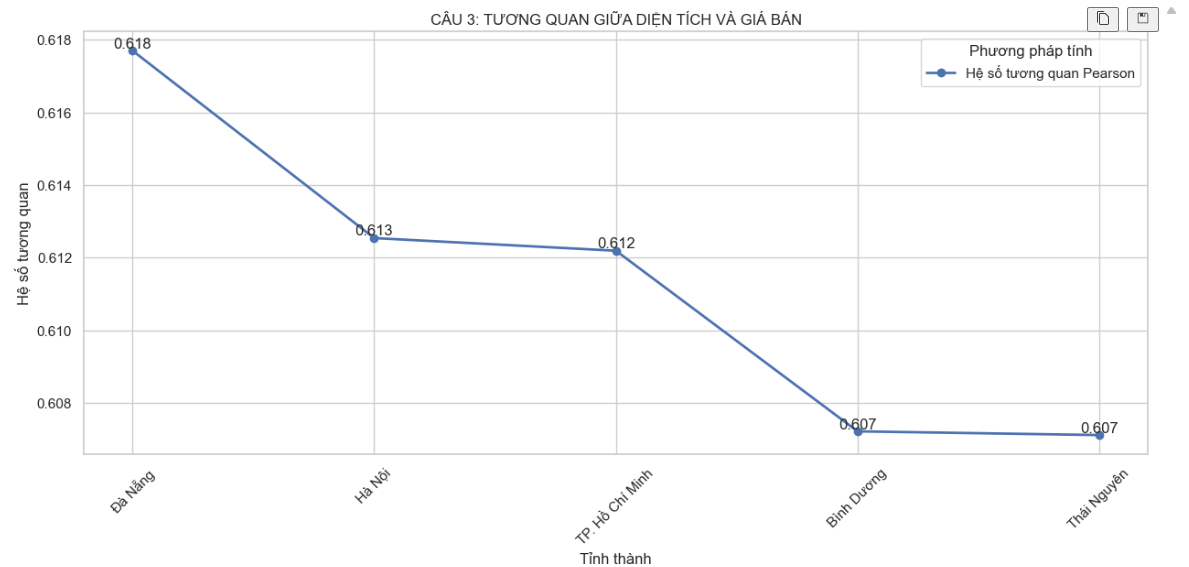 CÂU 3: TƯƠNG QUAN GIỮA DIỆN TÍCH VÀ GIÁ BÁN
Phương pháp tính
Hệ số tương quan Pearson
Hệ số tương quan
0.618
0.616
0.614
0.612
0.610
0.608
0.618
0.613
0.612
0.607
0.607
Đà Nẵng
Hà Nội
TP. Hồ Chí Minh
Bình Dương
Thái Nguyên
Tỉnh thành